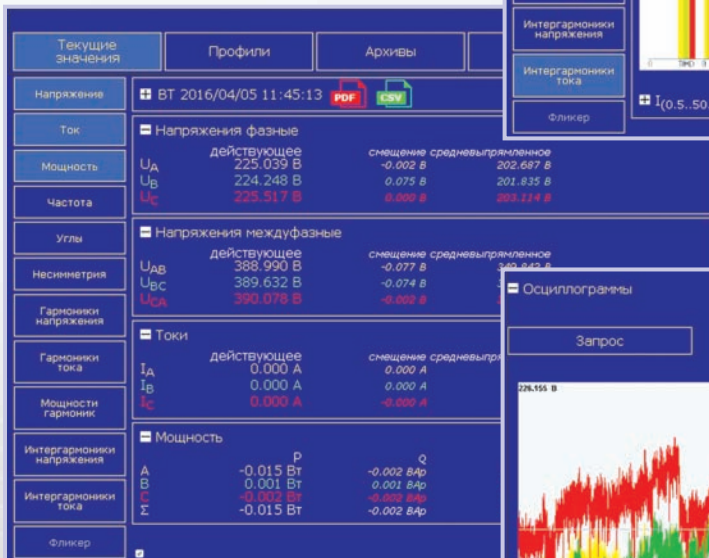 Текущие значения
Профили
Архивы
Напряжение
Ток
Мощность
Частота
Углы
Несимметрия
Гармоники напряжения
Гармоники тока
Мощности гармоник
Интергармоники напряжения
Интергармоники тока
Фликер
ВТ 2016/04/05 11:45:13 PDF CSV
Напряжения фазные
действующее смещение средневыпрямленное
UA 225.039 В -0.002 В 202.687 В
UB 224.248 В 0.075 В 201.835 В
UC 225.517 В 0.000 В 203.114 В
Напряжения междуфазные
действующее смещение средневыпрямленное
UAB 388.990 В -0.077 В
UBC 389.632 В -0.074 В
UCA 390.078 В -0.002 В
Токи
действующее смещение средневыпр
IA 0.000 А 0.000 А
IB 0.000 А 0.000 А
IC 0.000 А -0.000 А
Мощность
P Q
A -0.015 Вт -0.002 ВАр
B 0.001 Вт 0.001 ВАр
C -0.002 Вт -0.002 ВАр
Σ -0.015 Вт -0.002 ВАр
Интергармоники напряжения
Интергармоники тока
Фликер
I(0.5..50.
Осциллограммы
Запрос
226.155 В